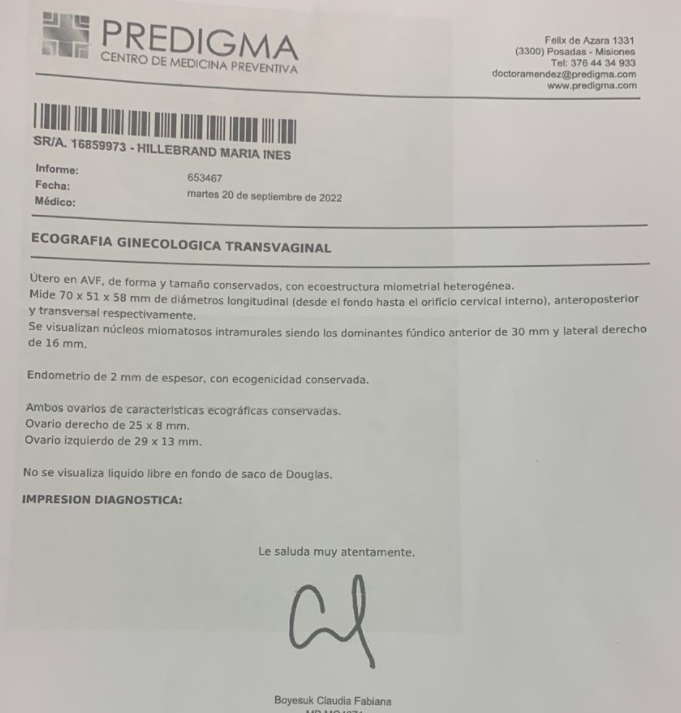 PREDIGMA
CENTRO DE MEDICINA PREVENTIVA
Felix de Azara 1331
(3300) Posadas - Misiones
Tel: 376 44 34 933
doctoramendez@predigma.com
www.predigma.com
SR/A. 16859973 - HILLEBRAND MARIA INES
Informe: 653467
Fecha: martes 20 de septiembre de 2022
Médico:
ECOGRAFIA GINECOLOGICA TRANSVAGINAL
Útero en AVF, de forma y tamaño conservados, con ecoestructura miometrial heterogénea.
Mide 70 x 51 x 58 mm de diámetros longitudinal (desde el fondo hasta el orificio cervical interno), anteroposterior
y transversal respectivamente.
Se visualizan núcleos miomatosos intramurales siendo los dominantes fúndico anterior de 30 mm y lateral derecho
de 16 mm.
Endometrio de 2 mm de espesor, con ecogenicidad conservada.
Ambos ovarios de caracteristicas ecográficas conservadas.
Ovario derecho de 25 x 8 mm.
Ovario izquierdo de 29 x 13 mm.
No se visualiza liquido libre en fondo de saco de Douglas.
IMPRESION DIAGNOSTICA:
Le saluda muy atentamente.
Boyesuk Claudia Fabiana